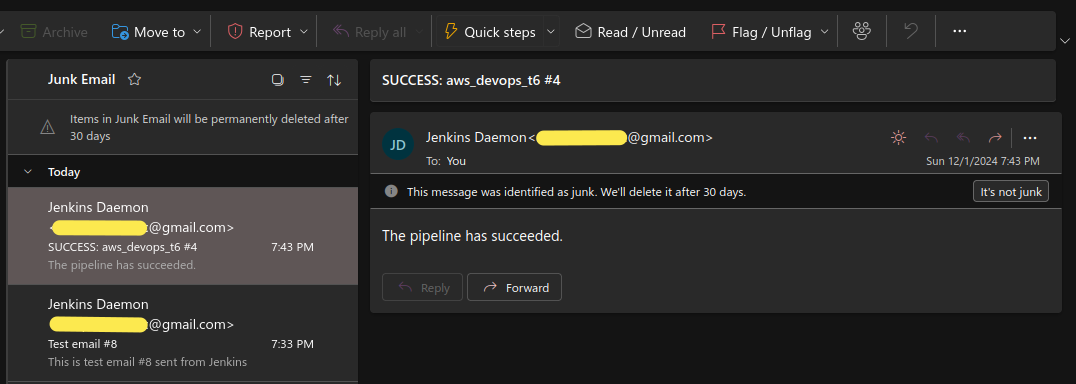 Archive Move to Report Reply all Quick steps Read / Unread Flag / Unflag
Junk Email
Items in Junk Email will be permanently deleted after
30 days
Today
Jenkins Daemon
@gmail.com>
SUCCESS: aws_devops_t6 #4 7:43 PM
The pipeline has succeeded.
Jenkins Daemon
@gmail.com>
Test email #8 7:33 PM
This is test email #8 sent from Jenkins
SUCCESS: aws_devops_t6 #4
JD
Jenkins Daemon< @gmail.com>
To: You
Sun 12/1/2024 7:43 PM
This message was identified as junk. We'll delete it after 30 days. It's not junk
The pipeline has succeeded.
Reply Forward